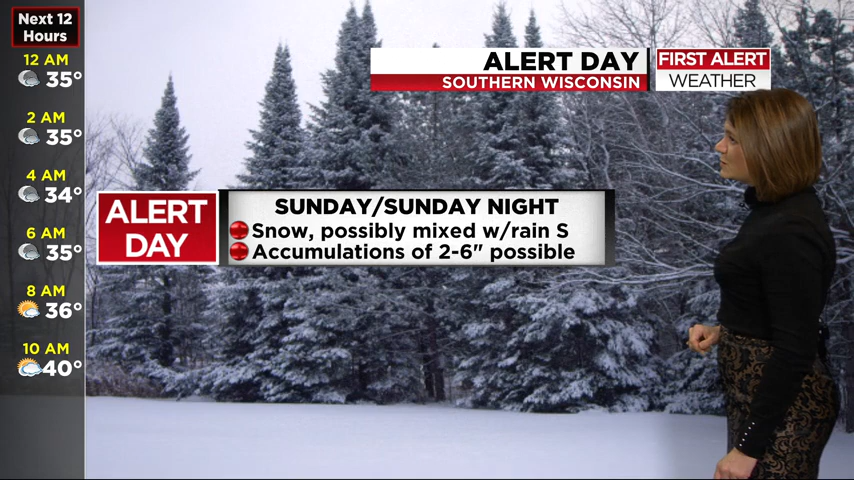 Next 12
Hours
12 AM
35°
2 AM
35°
4 AM
34°
6 AM
35°
8 AM
36°
10 AM
40°
ALERT DAY
SOUTHERN WISCONSIN
FIRST ALERT
WEATHER
ALERT
DAY
SUNDAY/SUNDAY NIGHT
Snow, possibly mixed w/rain S
Accumulations of 2-6" possible